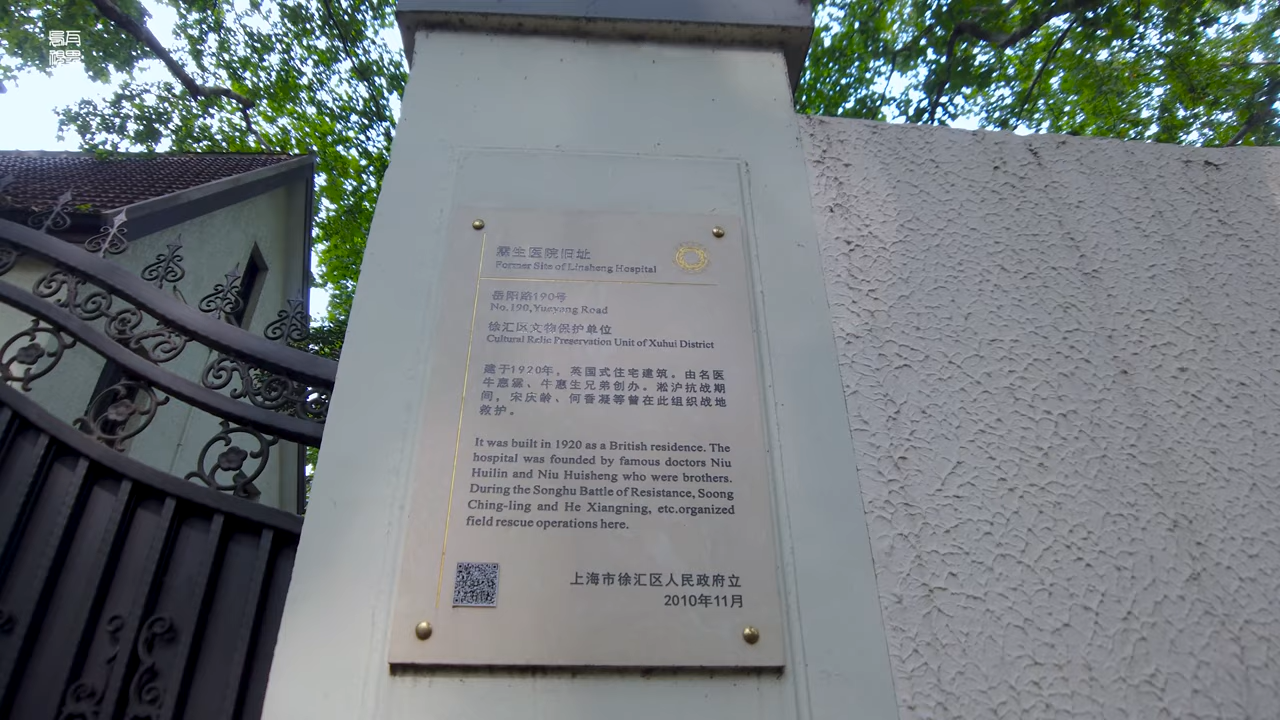 霖生医院旧址
Former Site of Linsheng Hospital
岳阳路190号
No.190,Yueyang Road
徐汇区文物保护单位
Cultural Relic Preservation Unit of Xuhui District
建于1920年，英国式住宅建筑。由名医
牛惠霖、牛惠生兄弟创办。淞沪抗战期
间，宋庆龄、何香凝等曾在此组织战地
救护。
It was built in 1920 as a British residence. The
hospital was founded by famous doctors Niu
Huilin and Niu Huisheng who were brothers.
During the Songhu Battle of Resistance, Soong
Ching-ling and He Xiangning, etc.organized
field rescue operations here.
上海市徐汇区人民政府立
2010年11月